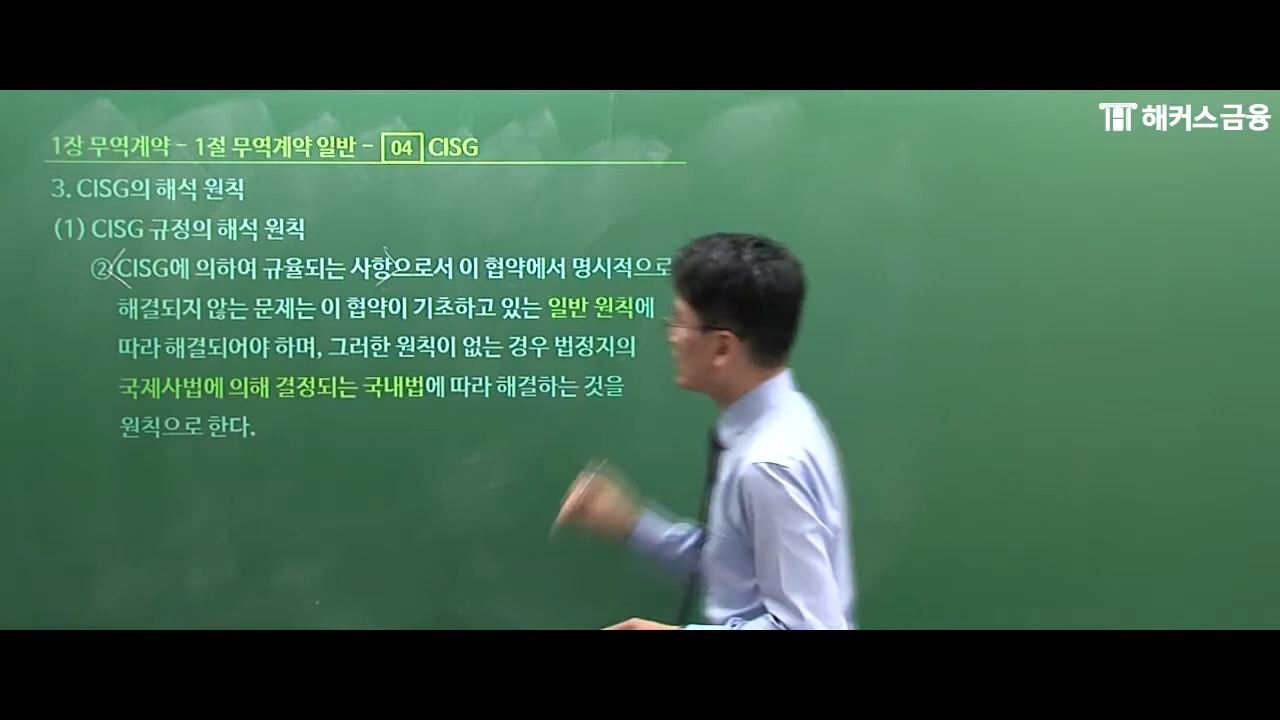 해커스금융
1장 무역계약 - 1절 무역계약 일반 - 04 CISG
3. CISG의 해석 원칙
(1) CISG 규정의 해석 원칙
② CISG에 의하여 규율되는 사항으로서 이 협약에서 명시적으로
해결되지 않는 문제는 이 협약이 기초하고 있는 일반 원칙에
따라 해결되어야 하며, 그러한 원칙이 없는 경우 법정지의
국제사법에 의해 결정되는 국내법에 따라 해결하는 것을
원칙으로 한다.